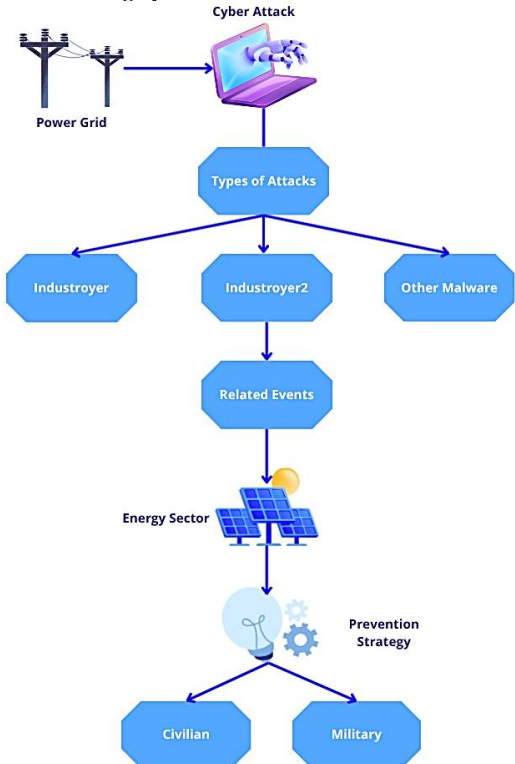 Cyber Attack
Power Grid
Types of Attacks
Industroyer
Industroyer2
Other Malware
Related Events
Energy Sector
Prevention
Strategy
Civilian
Military